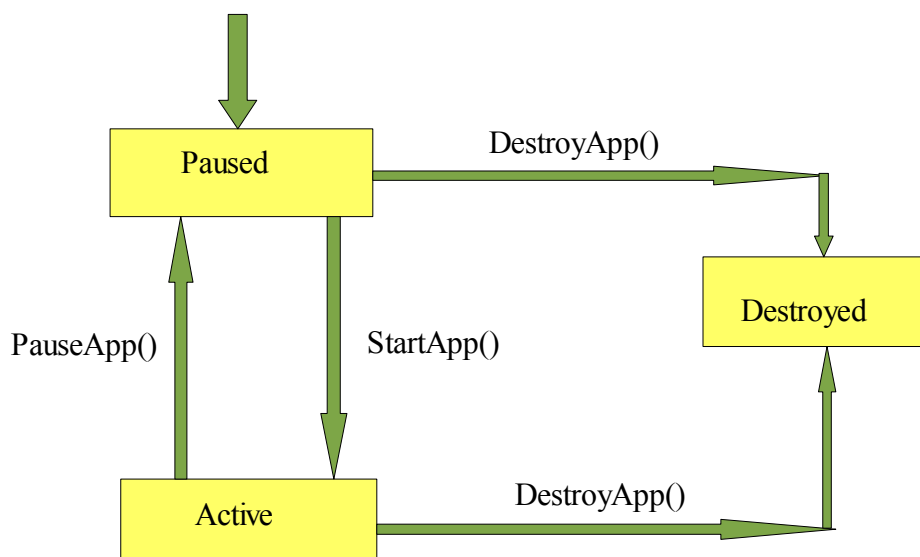 DestroyApp()
Paused
Destroyed
PauseApp()
StartApp()
DestroyApp()
Active